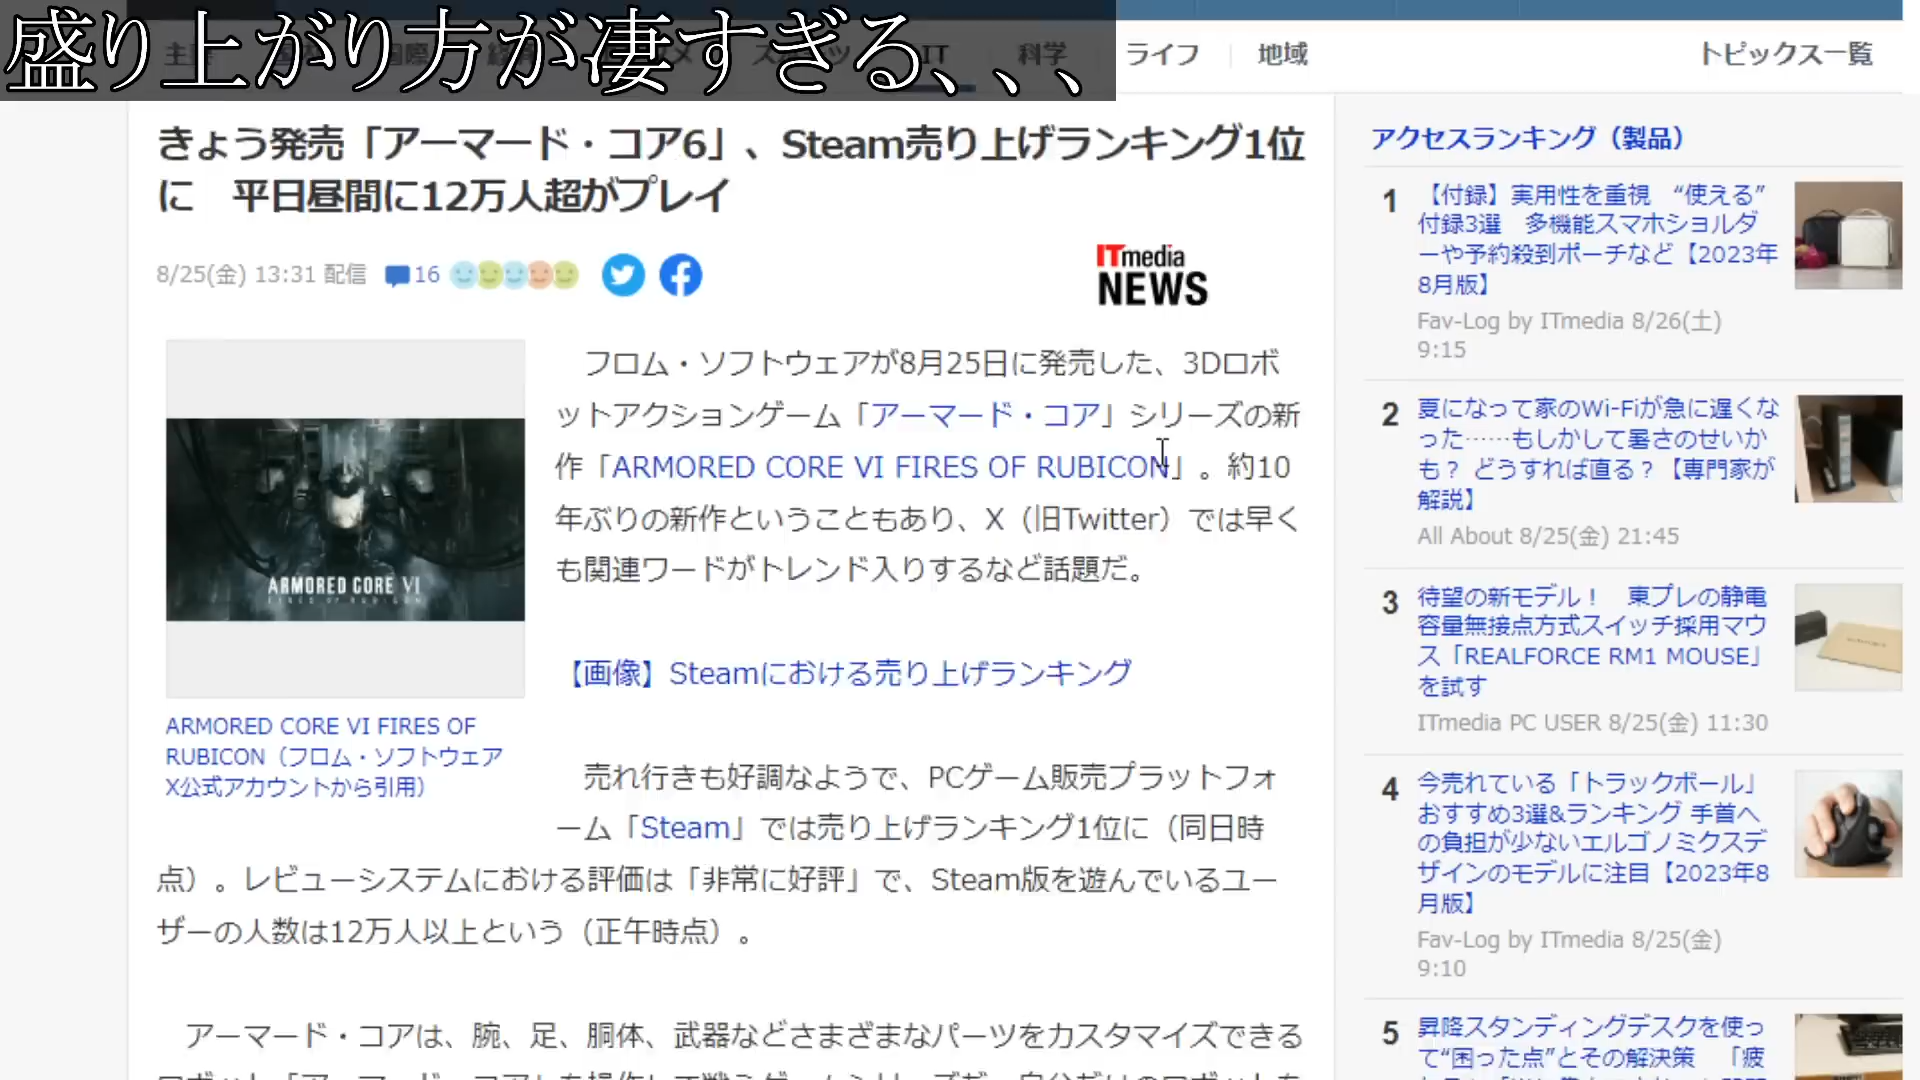 盛り上がり方が凄すぎる、、、
IT
科学
ライフ
地域
トピックス一覧
きょう発売「アーマード・コア6」、Steam売り上げランキング1位
に　平日昼間に12万人超がプレイ
8/25(金) 13:31 配信
16
ITmedia
NEWS
ARMORED CORE VI
FIRES OF RUBICON
ARMORED CORE VI FIRES OF
RUBICON（フロム・ソフトウェア
X公式アカウントから引用）
フロム・ソフトウェアが8月25日に発売した、3Dロボ
ットアクションゲーム「アーマード・コア」シリーズの新
作「ARMORED CORE VI FIRES OF RUBICON」。約10
年ぶりの新作ということもあり、X（旧Twitter）では早く
も関連ワードがトレンド入りするなど話題だ。
【画像】Steamにおける売り上げランキング
売れ行きも好調なようで、PCゲーム販売プラットフォ
ーム「Steam」では売り上げランキング1位に（同日時
点）。レビューシステムにおける評価は「非常に好評」で、Steam版を遊んでいるユー
ザーの人数は12万人以上という（正午時点）。
アーマード・コアは、腕、足、胴体、武器などさまざまなパーツをカスタマイズできる
アクセスランキング（製品）
1
【付録】実用性を重視　“使える”
付録3選　多機能スマホショルダ
ーや予約殺到ポーチなど【2023年
8月版】
Fav-Log by ITmedia 8/26(土)
9:15
2
夏になって家のWi-Fiが急に遅くな
った……もしかして暑さのせいか
も？ どうすれば直る？【専門家が
解説】
All About 8/25(金) 21:45
3
待望の新モデル！　東プレの静電
容量無接点方式スイッチ採用マウ
ス「REALFORCE RM1 MOUSE」
を試す
ITmedia PC USER 8/25(金) 11:30
4
今売れている「トラックボール」
おすすめ3選&ランキング 手首へ
の負担が少ないエルゴノミクスデ
ザインのモデルに注目【2023年8
月版】
Fav-Log by ITmedia 8/25(金)
9:10
5
昇降スタンディングデスクを使っ
て“困った点”とその解決策　「疲